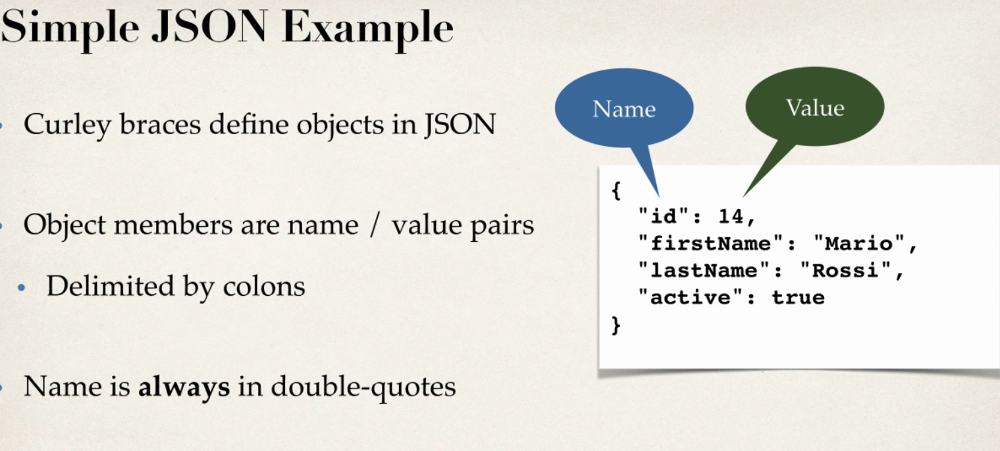 Simple JSON Example
Curley braces define objects in JSON
Object members are name / value pairs
Delimited by colons
Name is always in double-quotes
Name
Value
{
"id": 14,
"firstName": "Mario",
"lastName": "Rossi",
"active": true
}